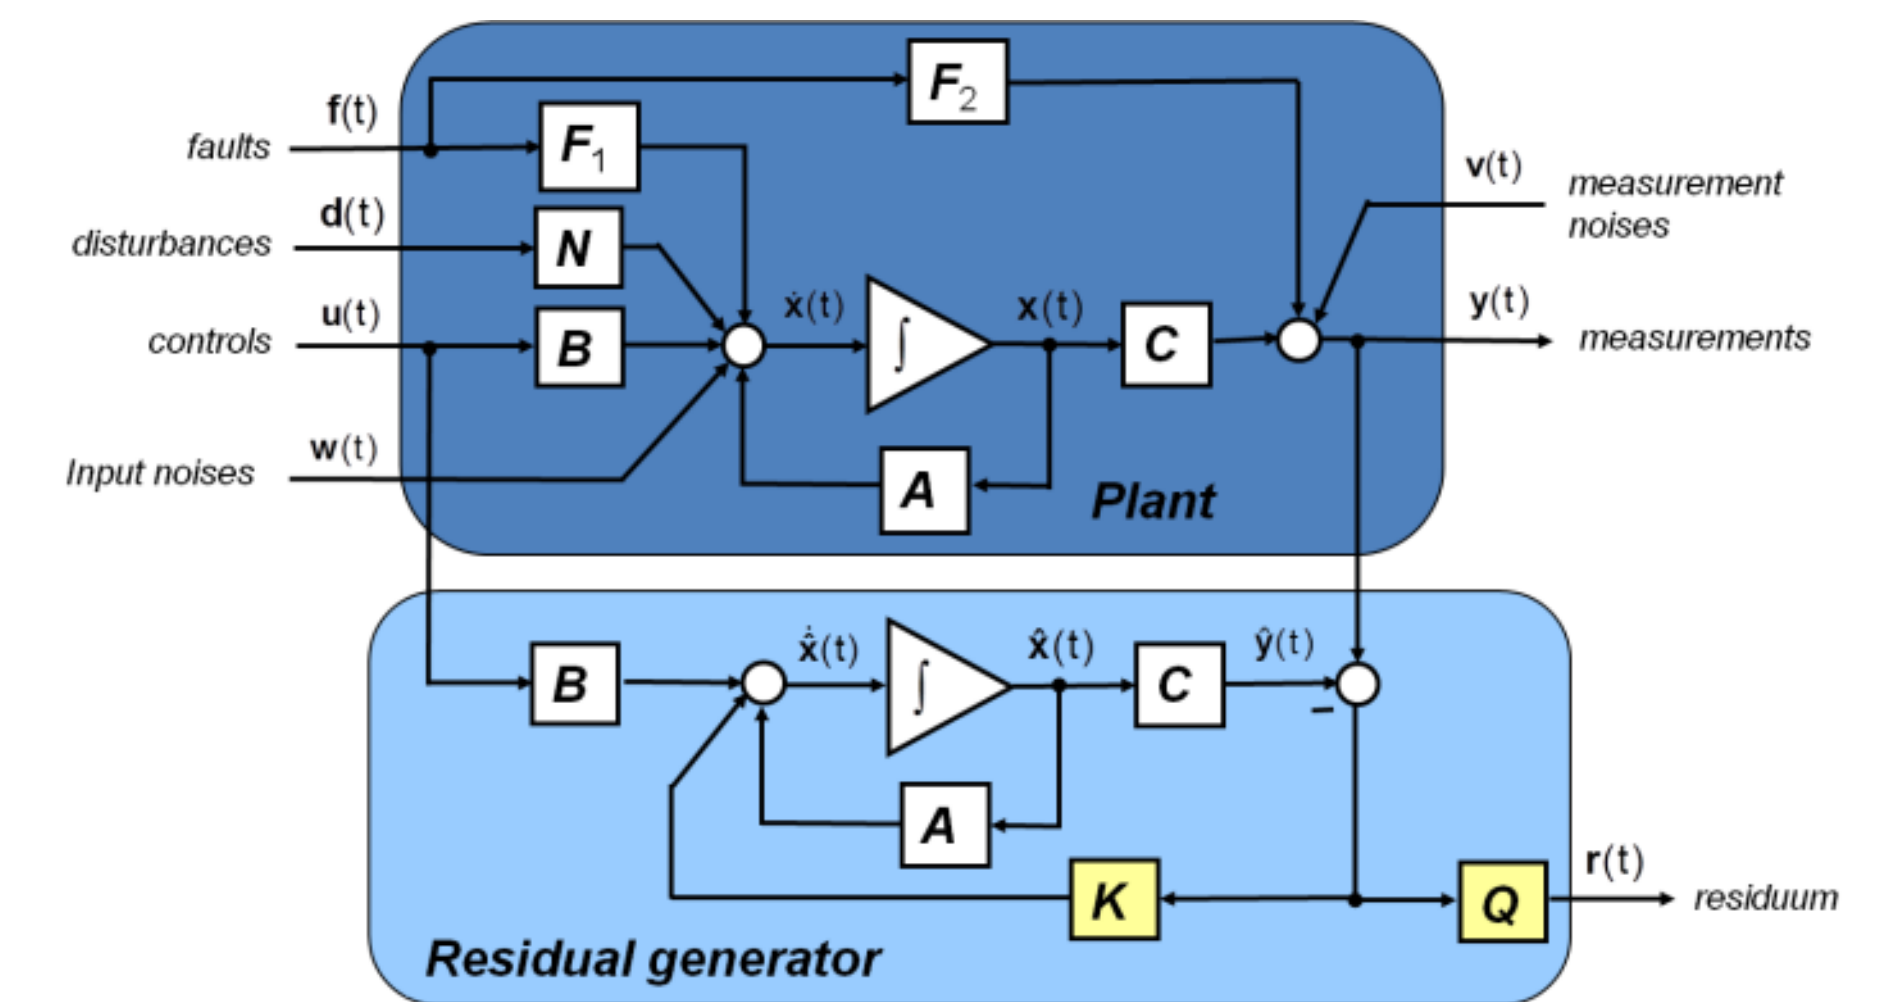 F₂
f(t)
faults
F₁
v(t)
measurement
noises
d(t)
disturbances
N
u(t)
controls
B
ẋ(t)
∫
x(t)
C
y(t)
measurements
w(t)
Input noises
A
Plant
B
x̂̇(t)
∫
x̂(t)
C
ŷ(t)
–
A
K
Q
r(t)
residuum
Residual generator